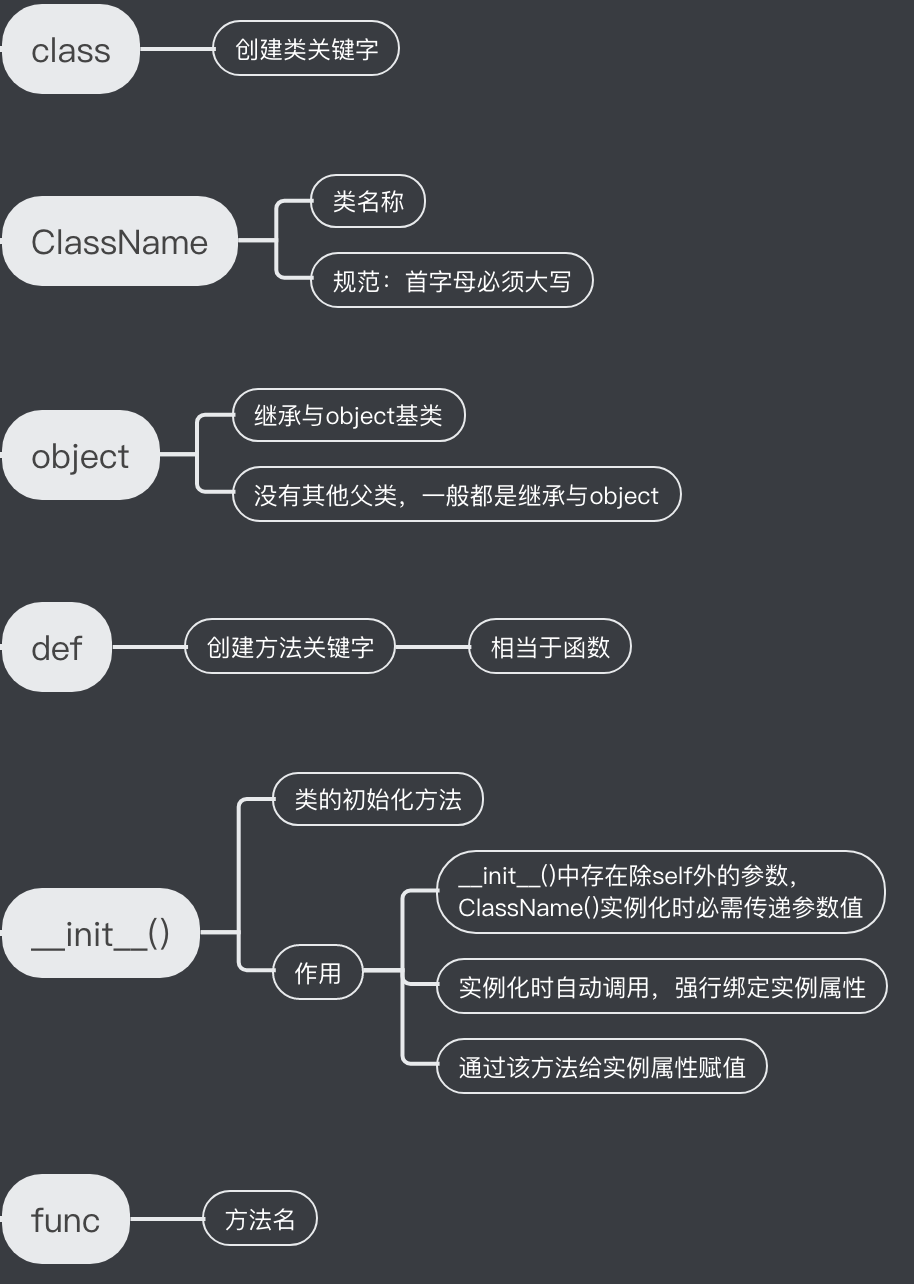 class
创建类关键字
ClassName
类名称
规范：首字母必须大写
object
继承与object基类
没有其他父类，一般都是继承与object
def
创建方法关键字
相当于函数
__init__()
类的初始化方法
作用
__init__()中存在除self外的参数，
ClassName()实例化时必需传递参数值
实例化时自动调用，强行绑定实例属性
通过该方法给实例属性赋值
func
方法名